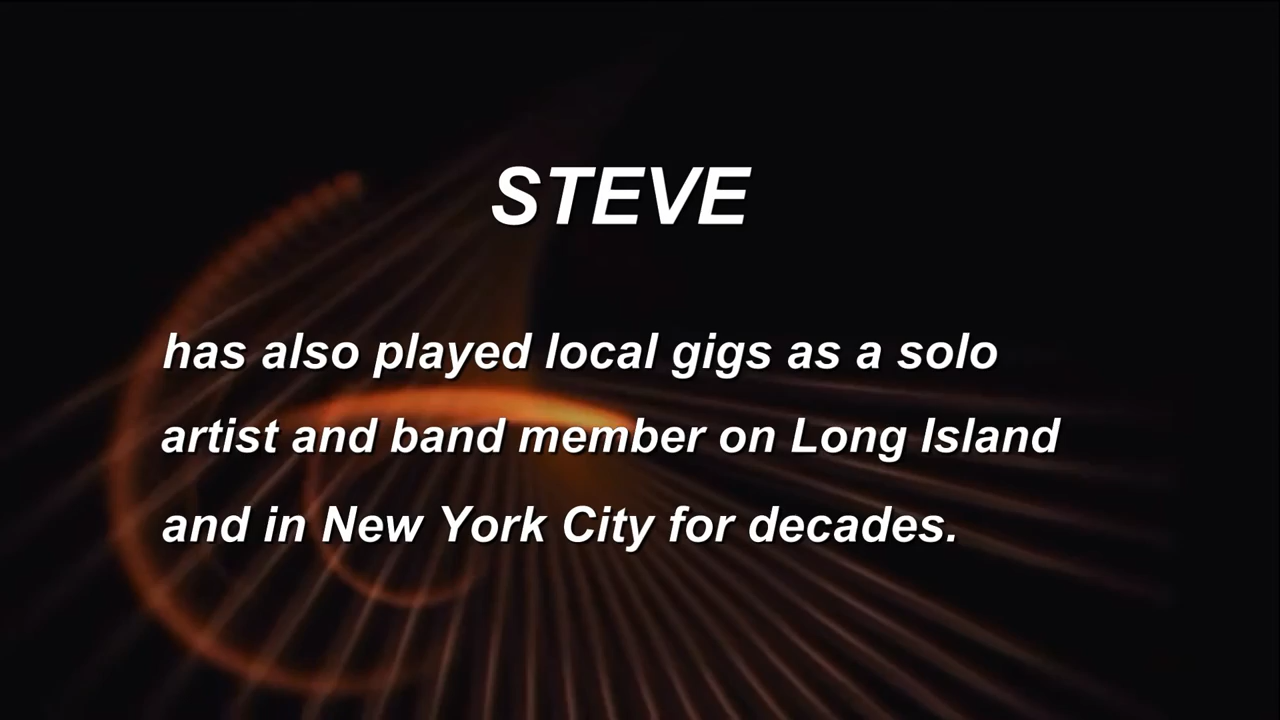 STEVE
has also played local gigs as a solo
artist and band member on Long Island
and in New York City for decades.